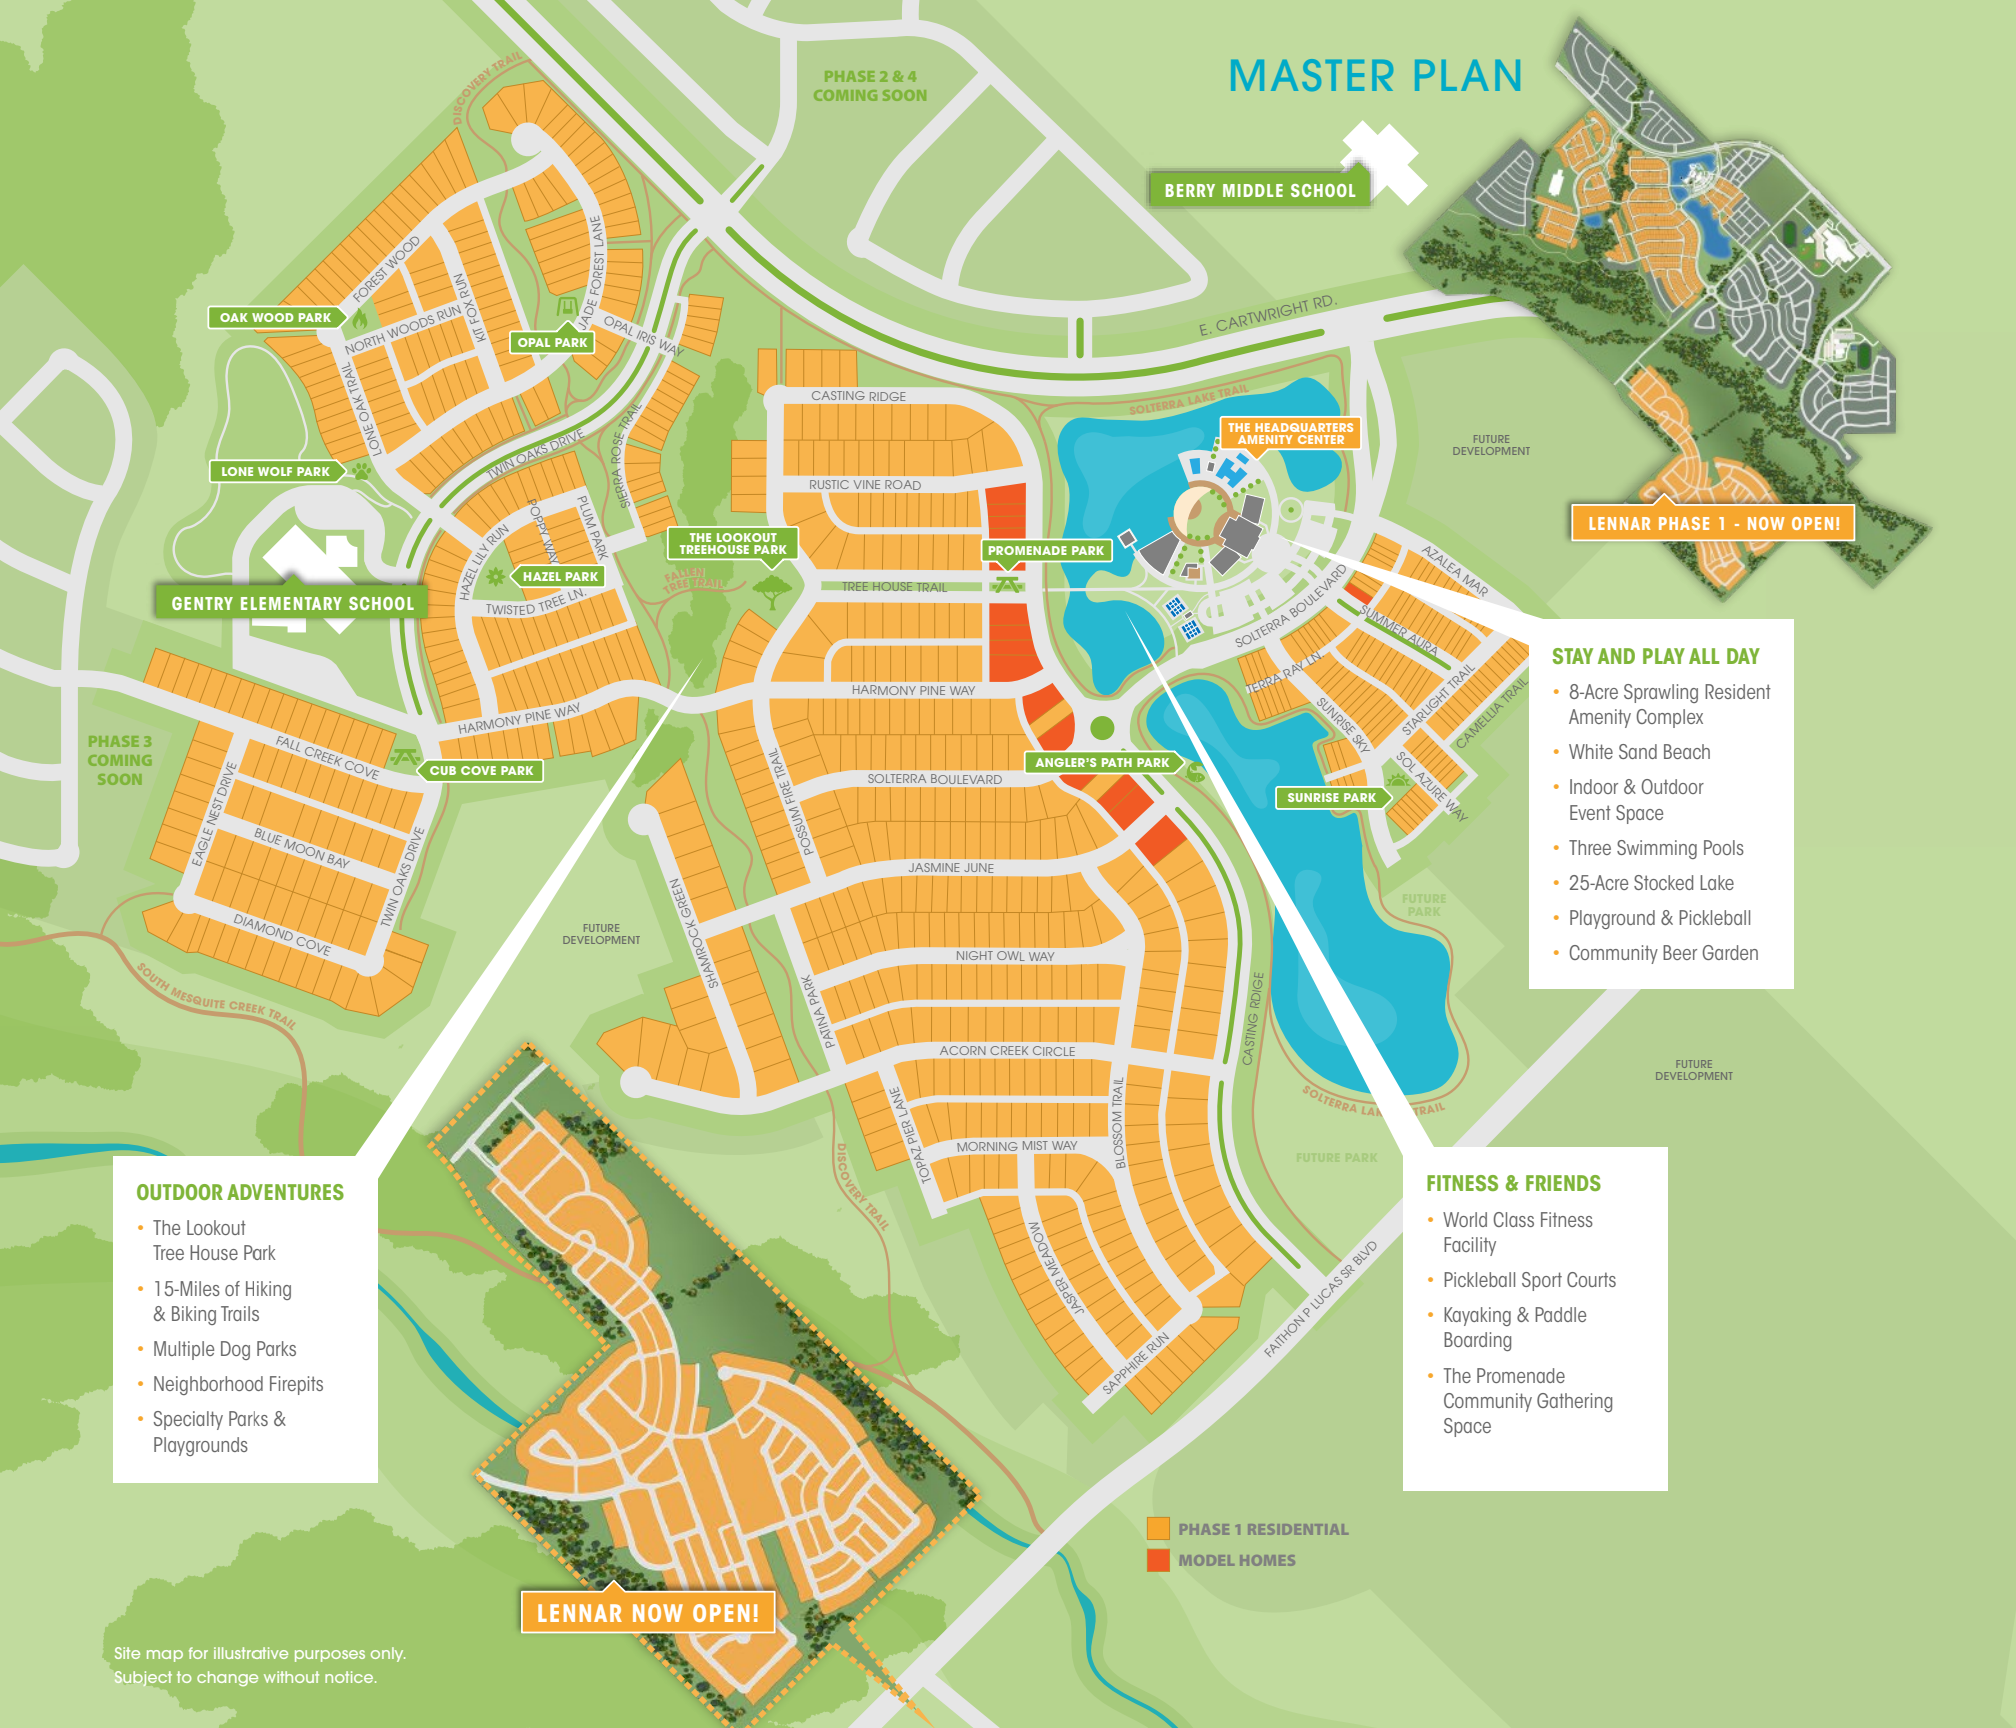 MASTER PLAN
PHASE 2 & 4
COMING SOON
BERRY MIDDLE SCHOOL
DISCOVERY TRAIL
E. CARTWRIGHT RD.
JADE FOREST LANE
FOREST WOOD
KIT FOX RUN
NORTH WOODS RUN
OAK WOOD PARK
OPAL PARK
OPAL IRIS WAY
LONE OAK TRAIL
CASTING RIDGE
SOLTERRA LAKE TRAIL
THE HEADQUARTERS
AMENITY CENTER
FUTURE
DEVELOPMENT
SIERRA ROSE TRAIL
TWIN OAKS DRIVE
LONE WOLF PARK
RUSTIC VINE ROAD
LENNAR PHASE 1 - NOW OPEN!
POPPY WAY
PLUM PARK
HAZEL LILY RUN
THE LOOKOUT
TREEHOUSE PARK
PROMENADE PARK
HAZEL PARK
FALLEN
TREE TRAIL
TREE HOUSE TRAIL
TWISTED TREE LN.
GENTRY ELEMENTARY SCHOOL
AZALEA MAR
SOLTERRA BOULEVARD
SUMMER AURA
TERRA RAY LN.
STARLIGHT TRAIL
CAMELLIA TRAIL
SUNRISE SKY
SOL AZURE WAY
HARMONY PINE WAY
HARMONY PINE WAY
PHASE 3
COMING
SOON
FALL CREEK COVE
CUB COVE PARK
ANGLER'S PATH PARK
SUNRISE PARK
SOLTERRA BOULEVARD
POSSUM FIRE TRAIL
EAGLE NEST DRIVE
BLUE MOON BAY
TWIN OAKS DRIVE
DIAMOND COVE
JASMINE JUNE
SHAMROCK GREEN
FUTURE
DEVELOPMENT
FUTURE
PARK
NIGHT OWL WAY
PATINA PARK
SOUTH MESQUITE CREEK TRAIL
CASTING RDIGE
ACORN CREEK CIRCLE
TOPAZ PIER LANE
BLOSSOM TRAIL
MORNING MIST WAY
DISCOVERY TRAIL
SOLTERRA LAK TRAIL
FUTURE PARK
FUTURE
DEVELOPMENT
JASPER MEADOW
SAPPHIRE RUN
FAITHON P LUCAS SR BLVD
STAY AND PLAY ALL DAY
• 8-Acre Sprawling Resident
Amenity Complex
• White Sand Beach
• Indoor & Outdoor
Event Space
• Three Swimming Pools
• 25-Acre Stocked Lake
• Playground & Pickleball
• Community Beer Garden
OUTDOOR ADVENTURES
• The Lookout
Tree House Park
• 15-Miles of Hiking
& Biking Trails
• Multiple Dog Parks
• Neighborhood Firepits
• Specialty Parks &
Playgrounds
FITNESS & FRIENDS
• World Class Fitness
Facility
• Pickleball Sport Courts
• Kayaking & Paddle
Boarding
• The Promenade
Community Gathering
Space
PHASE 1 RESIDENTIAL
MODEL HOMES
LENNAR NOW OPEN!
Site map for illustrative purposes only.
Subject to change without notice.